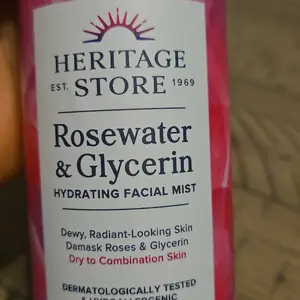 HERITAGE
EST. STORE 1969
Rosewater
& Glycerin
HYDRATING FACIAL MIST
Dewy, Radiant-Looking Skin
Damask Roses & Glycerin
Dry to Combination Skin
DERMATOLOGICALLY TESTED
& HYPOALLERGENIC